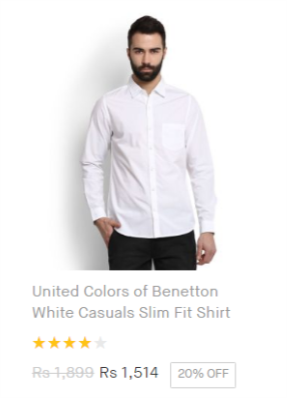 United Colors of Benetton
White Casuals Slim Fit Shirt
Rs 1,899 Rs 1,514 20% OFF